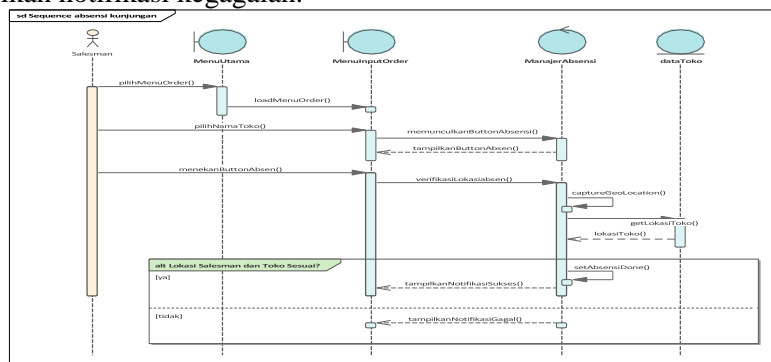 ikan notifikasi kegagalan.
sd Sequence absensi kunjungan
Salesman
MenuUtama
MenuInputOrder
ManajerAbsensi
dataToko
pilihMenuOrder()
loadMenuOrder()
pilihNamaToko()
memunculkanButtonAbsensi()
tampilkanButtonAbsen()
menekanButtonAbsen()
verifikasiLokasiabsen()
captureGeoLocation()
getLokasiToko()
lokasiToko()
alt Lokasi Salesman dan Toko Sesuai?
[ya]
setAbsensiDone()
tampilkanNotifikasiSukses()
[tidak]
tampilkanNotifikasiGagal()